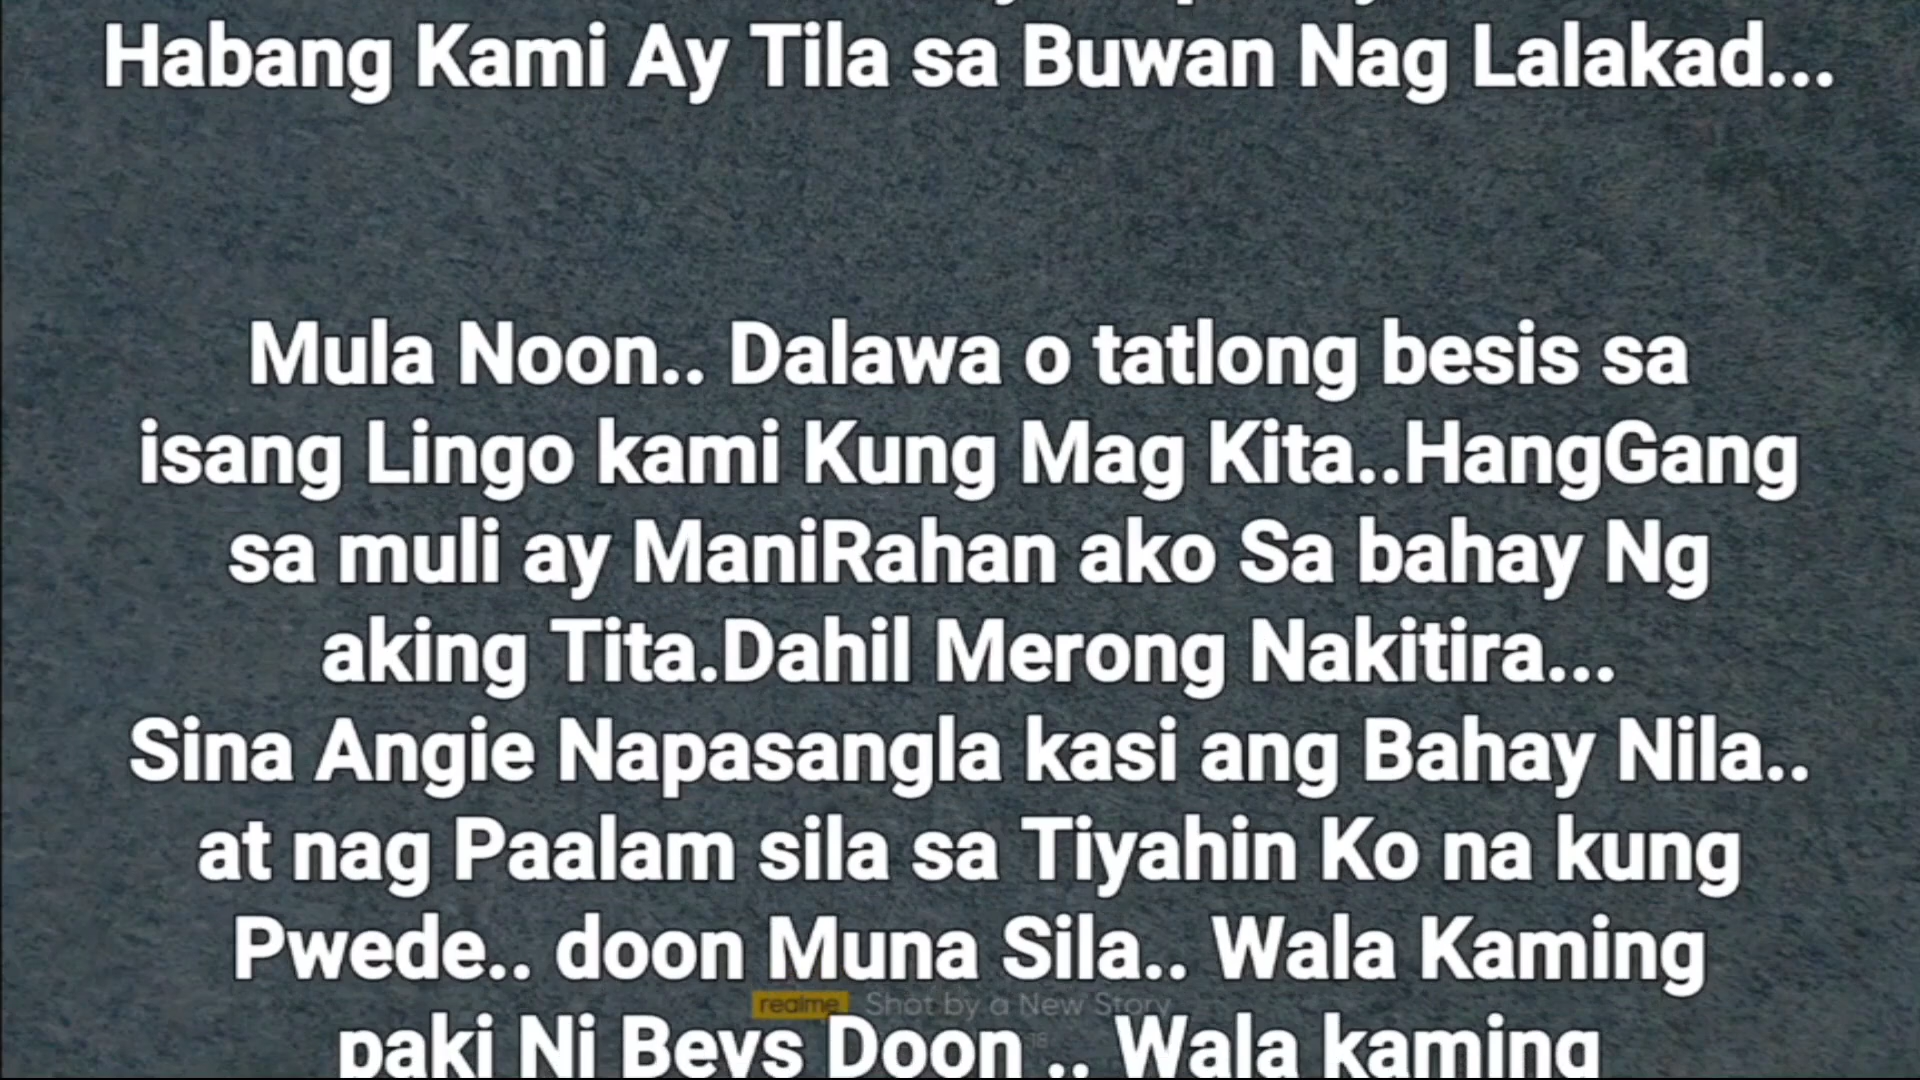 Habang Kami Ay Tila sa Buwan Nag Lalakad...
Mula Noon.. Dalawa o tatlong besis sa
isang Lingo kami Kung Mag Kita..HangGang
sa muli ay ManiRahan ako Sa bahay Ng
aking Tita.Dahil Merong Nakitira...
Sina Angie Napasangla kasi ang Bahay Nila..
at nag Paalam sila sa Tiyahin Ko na kung
Pwede.. doon Muna Sila.. Wala Kaming
realme Shot by a New Story
paki Ni Beys Doon .. Wala kaming